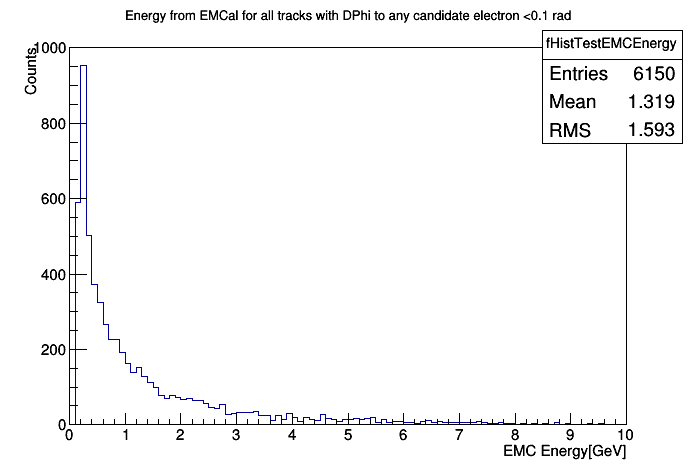 Energy from EMCal for all tracks with DPhi to any candidate electron <0.1 rad
fHistTestEMCEnergy
Entries 6150
Mean 1.319
RMS 1.593
Counts
1000
800
600
400
200
0
0 1 2 3 4 5 6 7 8 9 10
EMC Energy[GeV]